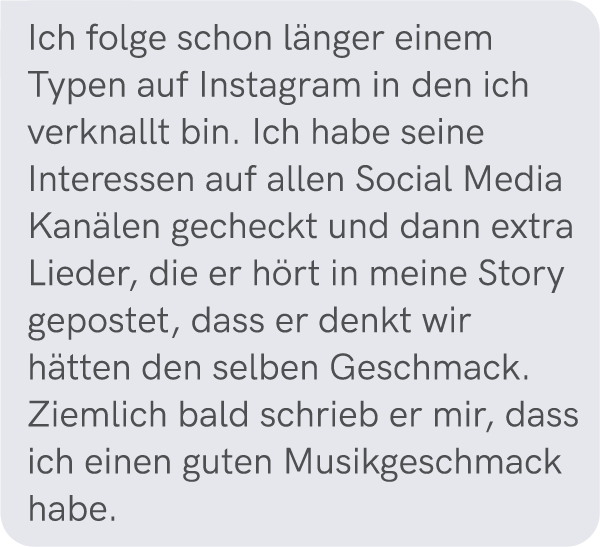 Ich folge schon länger einem
Typen auf Instagram in den ich
verknallt bin. Ich habe seine
Interessen auf allen Social Media
Kanälen gecheckt und dann extra
Lieder, die er hört in meine Story
gepostet, dass er denkt wir
hätten den selben Geschmack.
Ziemlich bald schrieb er mir, dass
ich einen guten Musikgeschmack
habe.